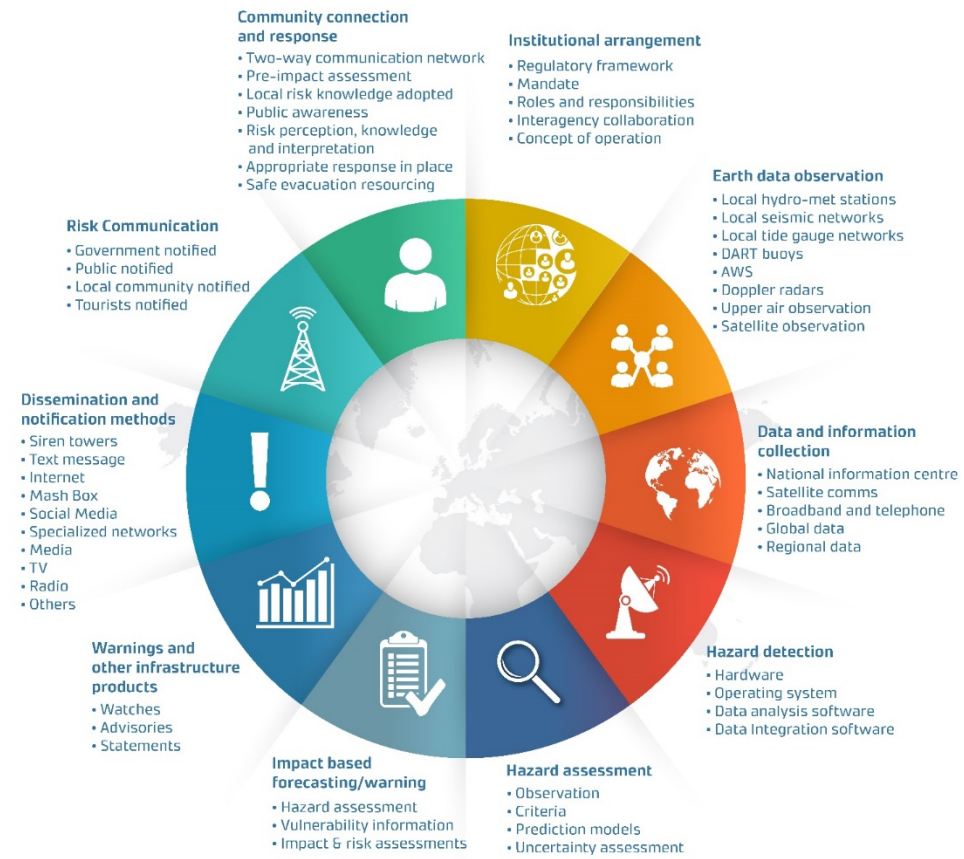 Community connection
and response
• Two-way communication network
• Pre-impact assessment
• Local risk knowledge adopted
• Public awareness
• Risk perception, knowledge
and interpretation
• Appropriate response in place
• Safe evacuation resourcing
Institutional arrangement
• Regulatory framework
• Mandate
• Roles and responsibilities
• Interagency collaboration
• Concept of operation
Earth data observation
• Local hydro-met stations
• Local seismic networks
• Local tide gauge networks
• DART buoys
• AWS
• Doppler radars
• Upper air observation
• Satellite observation
Data and information
collection
• National information centre
• Satellite comms
• Broadband and telephone
• Global data
• Regional data
Hazard detection
• Hardware
• Operating system
• Data analysis software
• Data Integration software
Hazard assessment
• Observation
• Criteria
• Prediction models
• Uncertainty assessment
Impact based
forecasting/warning
• Hazard assessment
• Vulnerability information
• Impact & risk assessments
Warnings and
other infrastructure
products
• Watches
• Advisories
• Statements
Dissemination and
notification methods
• Siren towers
• Text message
• Internet
• Mash Box
• Social Media
• Specialized networks
• Media
• TV
• Radio
• Others
Risk Communication
• Government notified
• Public notified
• Local community notified
• Tourists notified